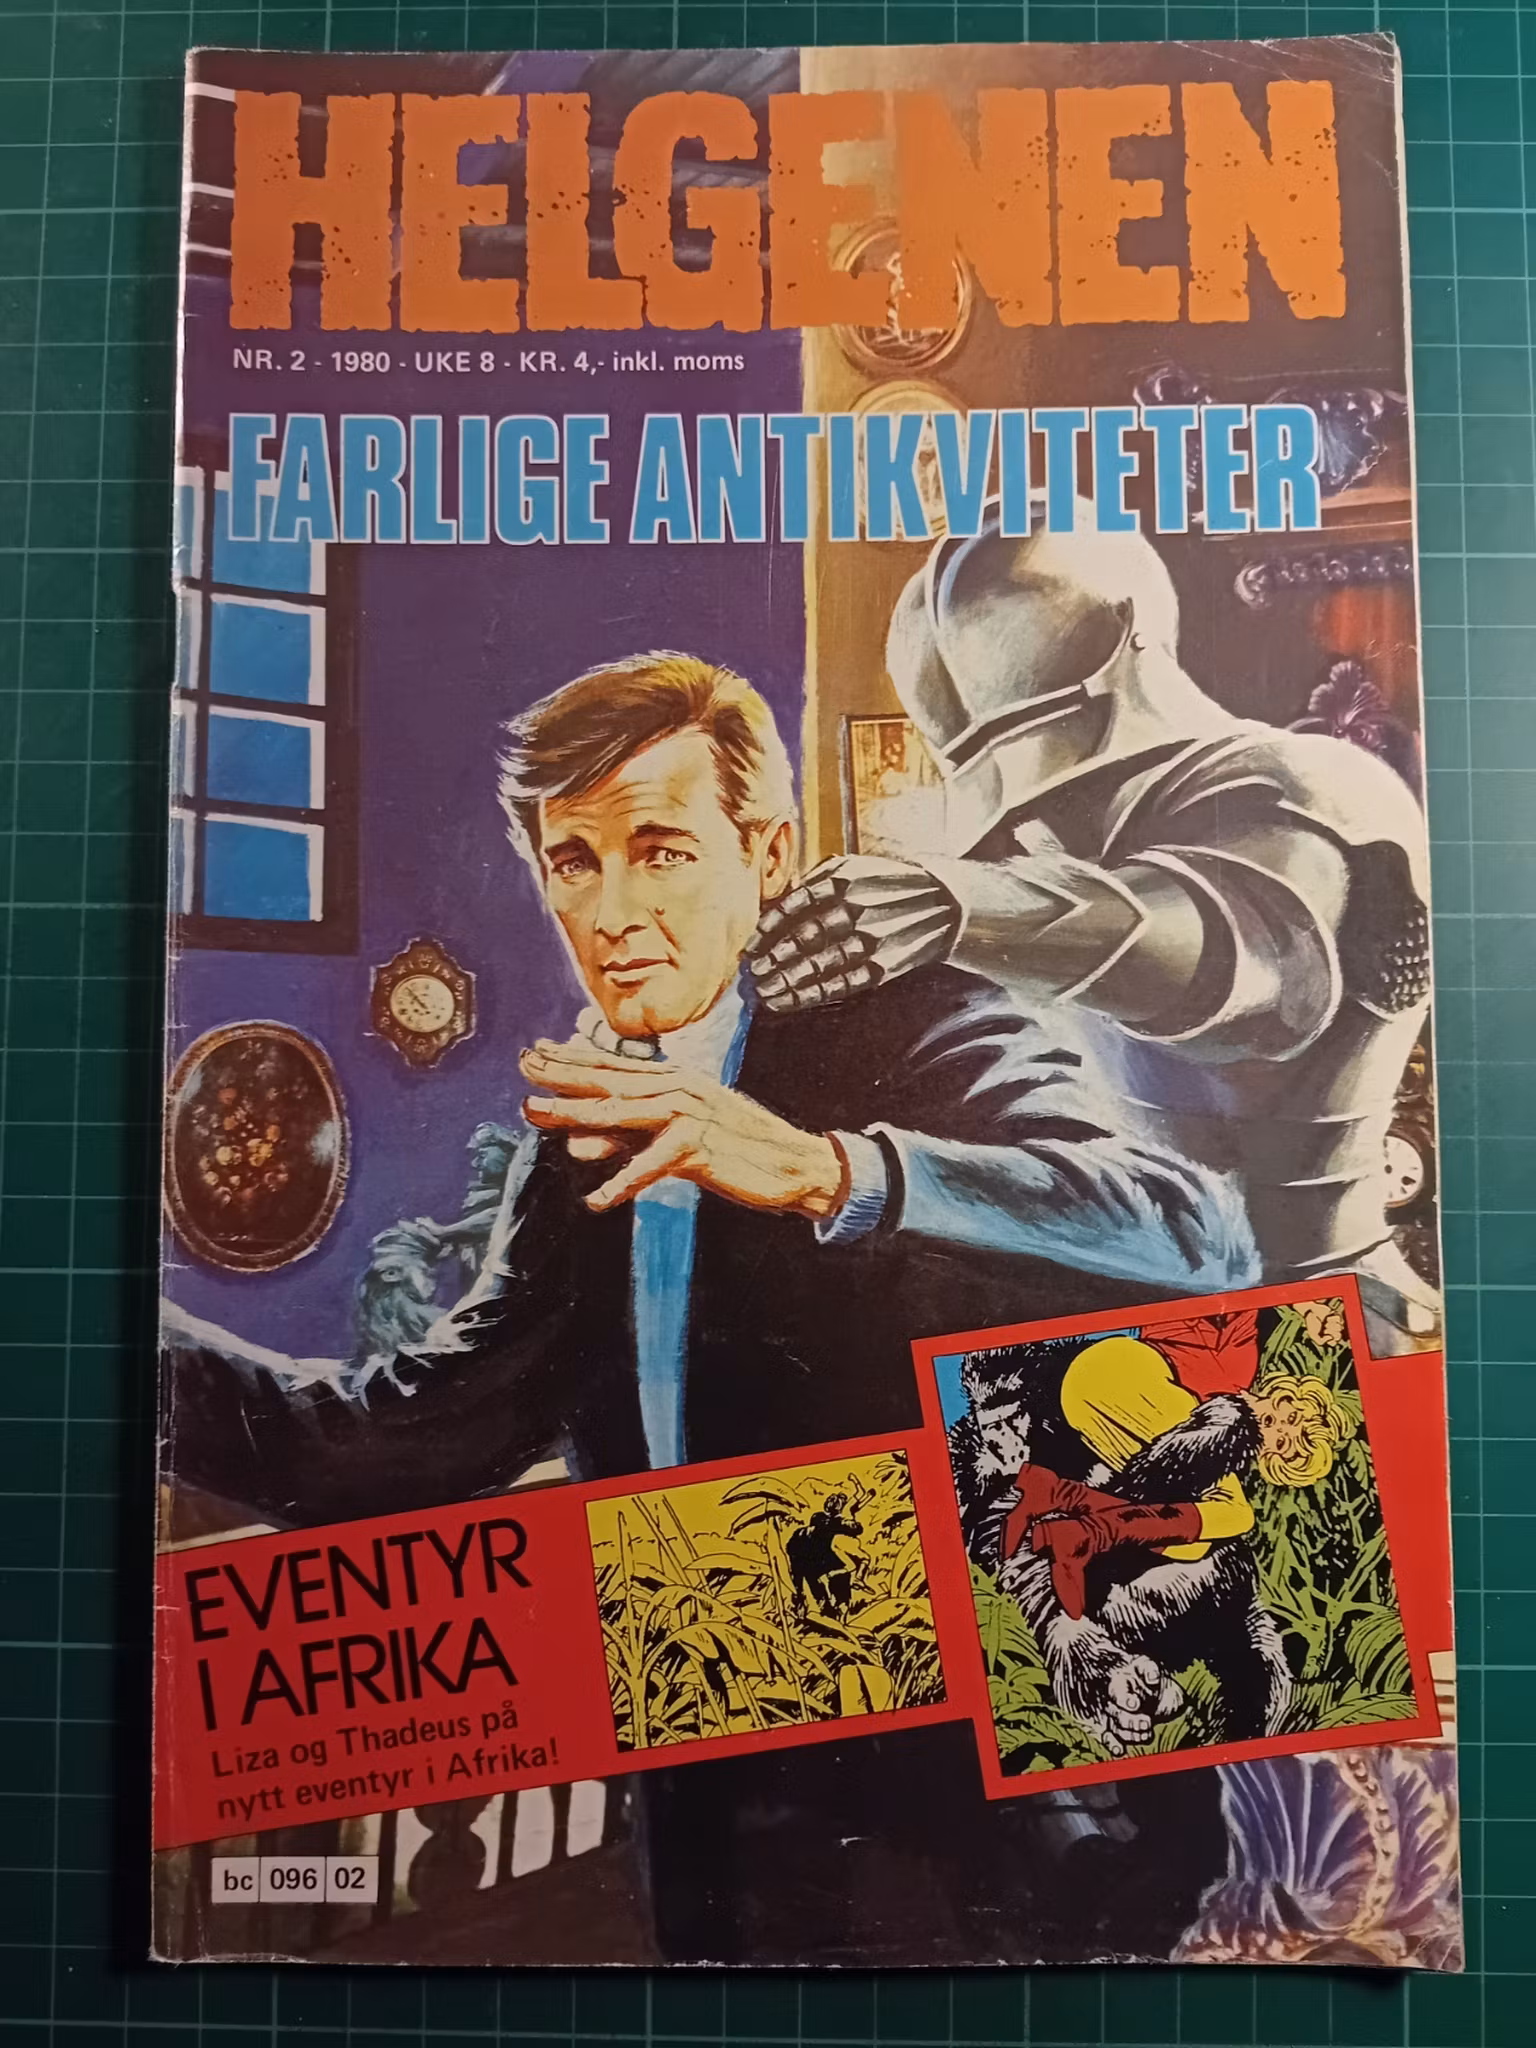 HELGENEN
NR. 2 - 1980 - UKE 8 - KR. 4,- inkl. moms
FARLIGE ANTIKVITETER
EVENTYR
I AFRIKA
Liza og Thadeus på
nytt eventyr i Afrika!
bc 096 02